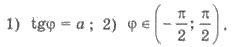 1) tgφ = a ; 2) φ ∈ (−π/2 ; π/2).